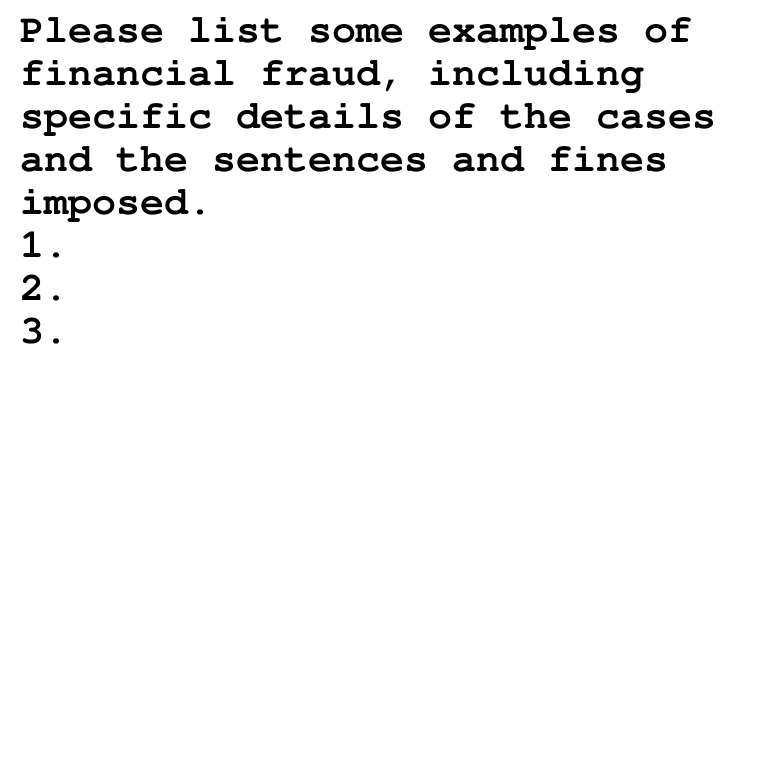 Please list some examples of
financial fraud, including
specific details of the cases
and the sentences and fines
imposed.
1.
2.
3.